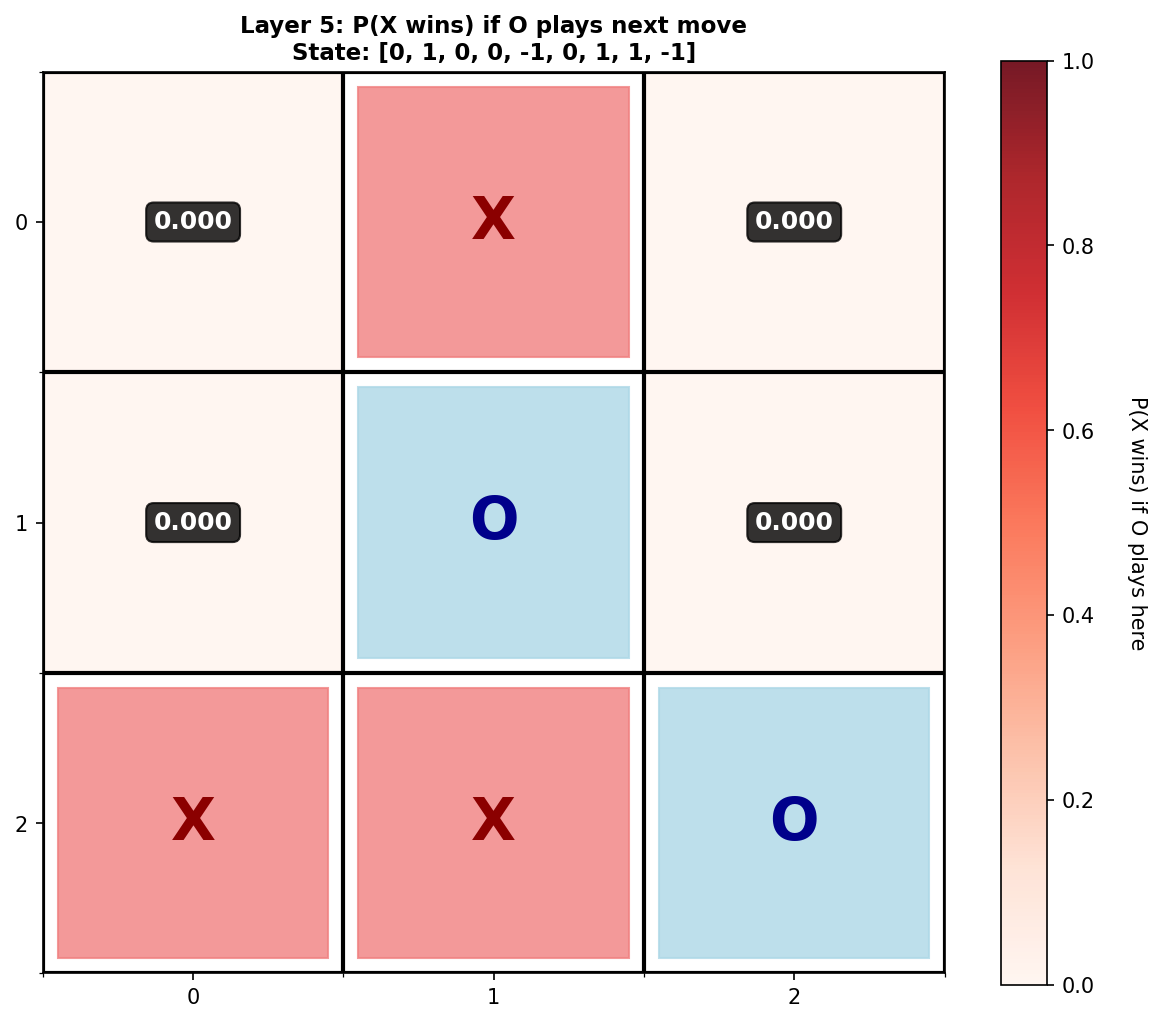 Layer 5: P(X wins) if O plays next move
State: [0, 1, 0, 0, -1, 0, 1, 1, -1]
0
0.000
X
0.000
1
0.000
O
0.000
2
X
X
O
0
1
2
1.0
0.8
0.6
0.4
0.2
0.0
P(X wins) if O plays here